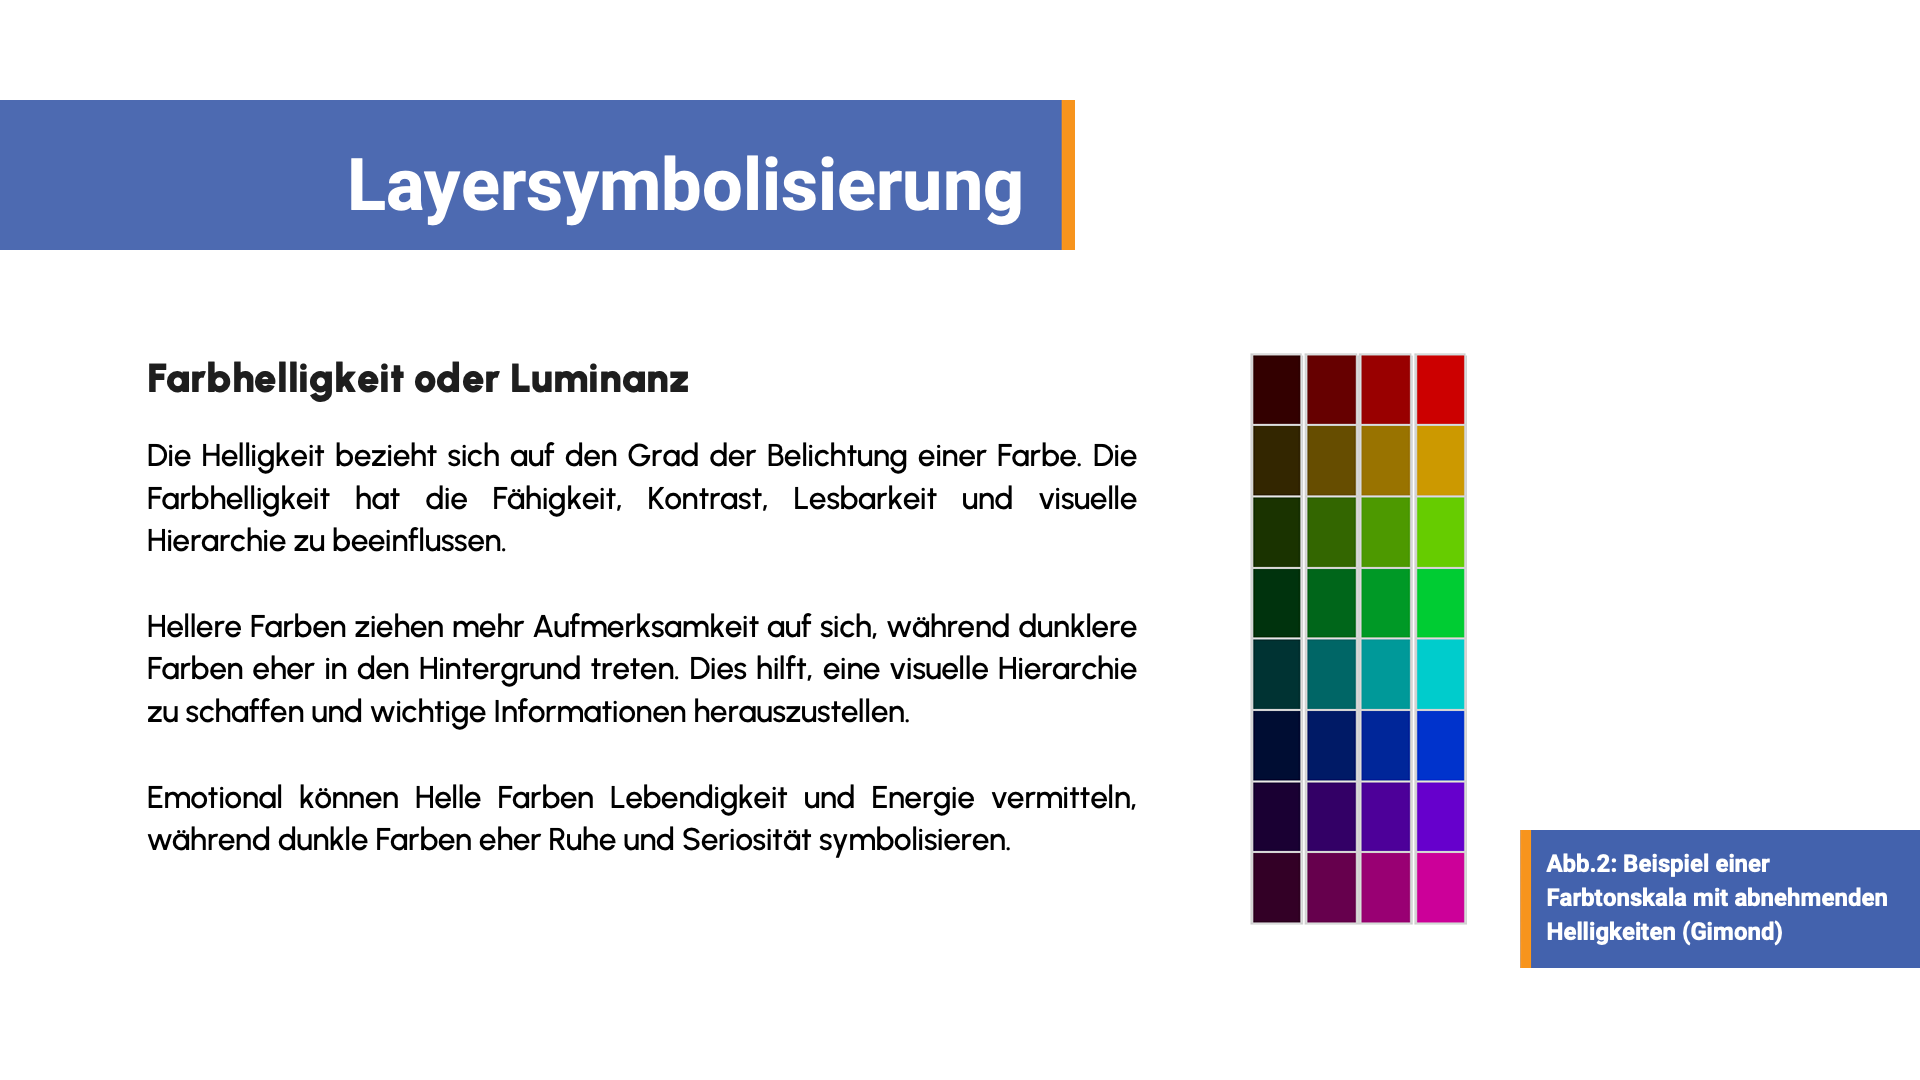 Layersymbolisierung
Farbhelligkeit oder Luminanz
Die Helligkeit bezieht sich auf den Grad der Belichtung einer Farbe. Die
Farbhelligkeit hat die Fähigkeit, Kontrast, Lesbarkeit und visuelle
Hierarchie zu beeinflussen.
Hellere Farben ziehen mehr Aufmerksamkeit auf sich, während dunklere
Farben eher in den Hintergrund treten. Dies hilft, eine visuelle Hierarchie
zu schaffen und wichtige Informationen herauszustellen.
Emotional können Helle Farben Lebendigkeit und Energie vermitteln,
während dunkle Farben eher Ruhe und Seriosität symbolisieren.
Abb.2: Beispiel einer
Farbtonskala mit abnehmenden
Helligkeiten (Gimond)